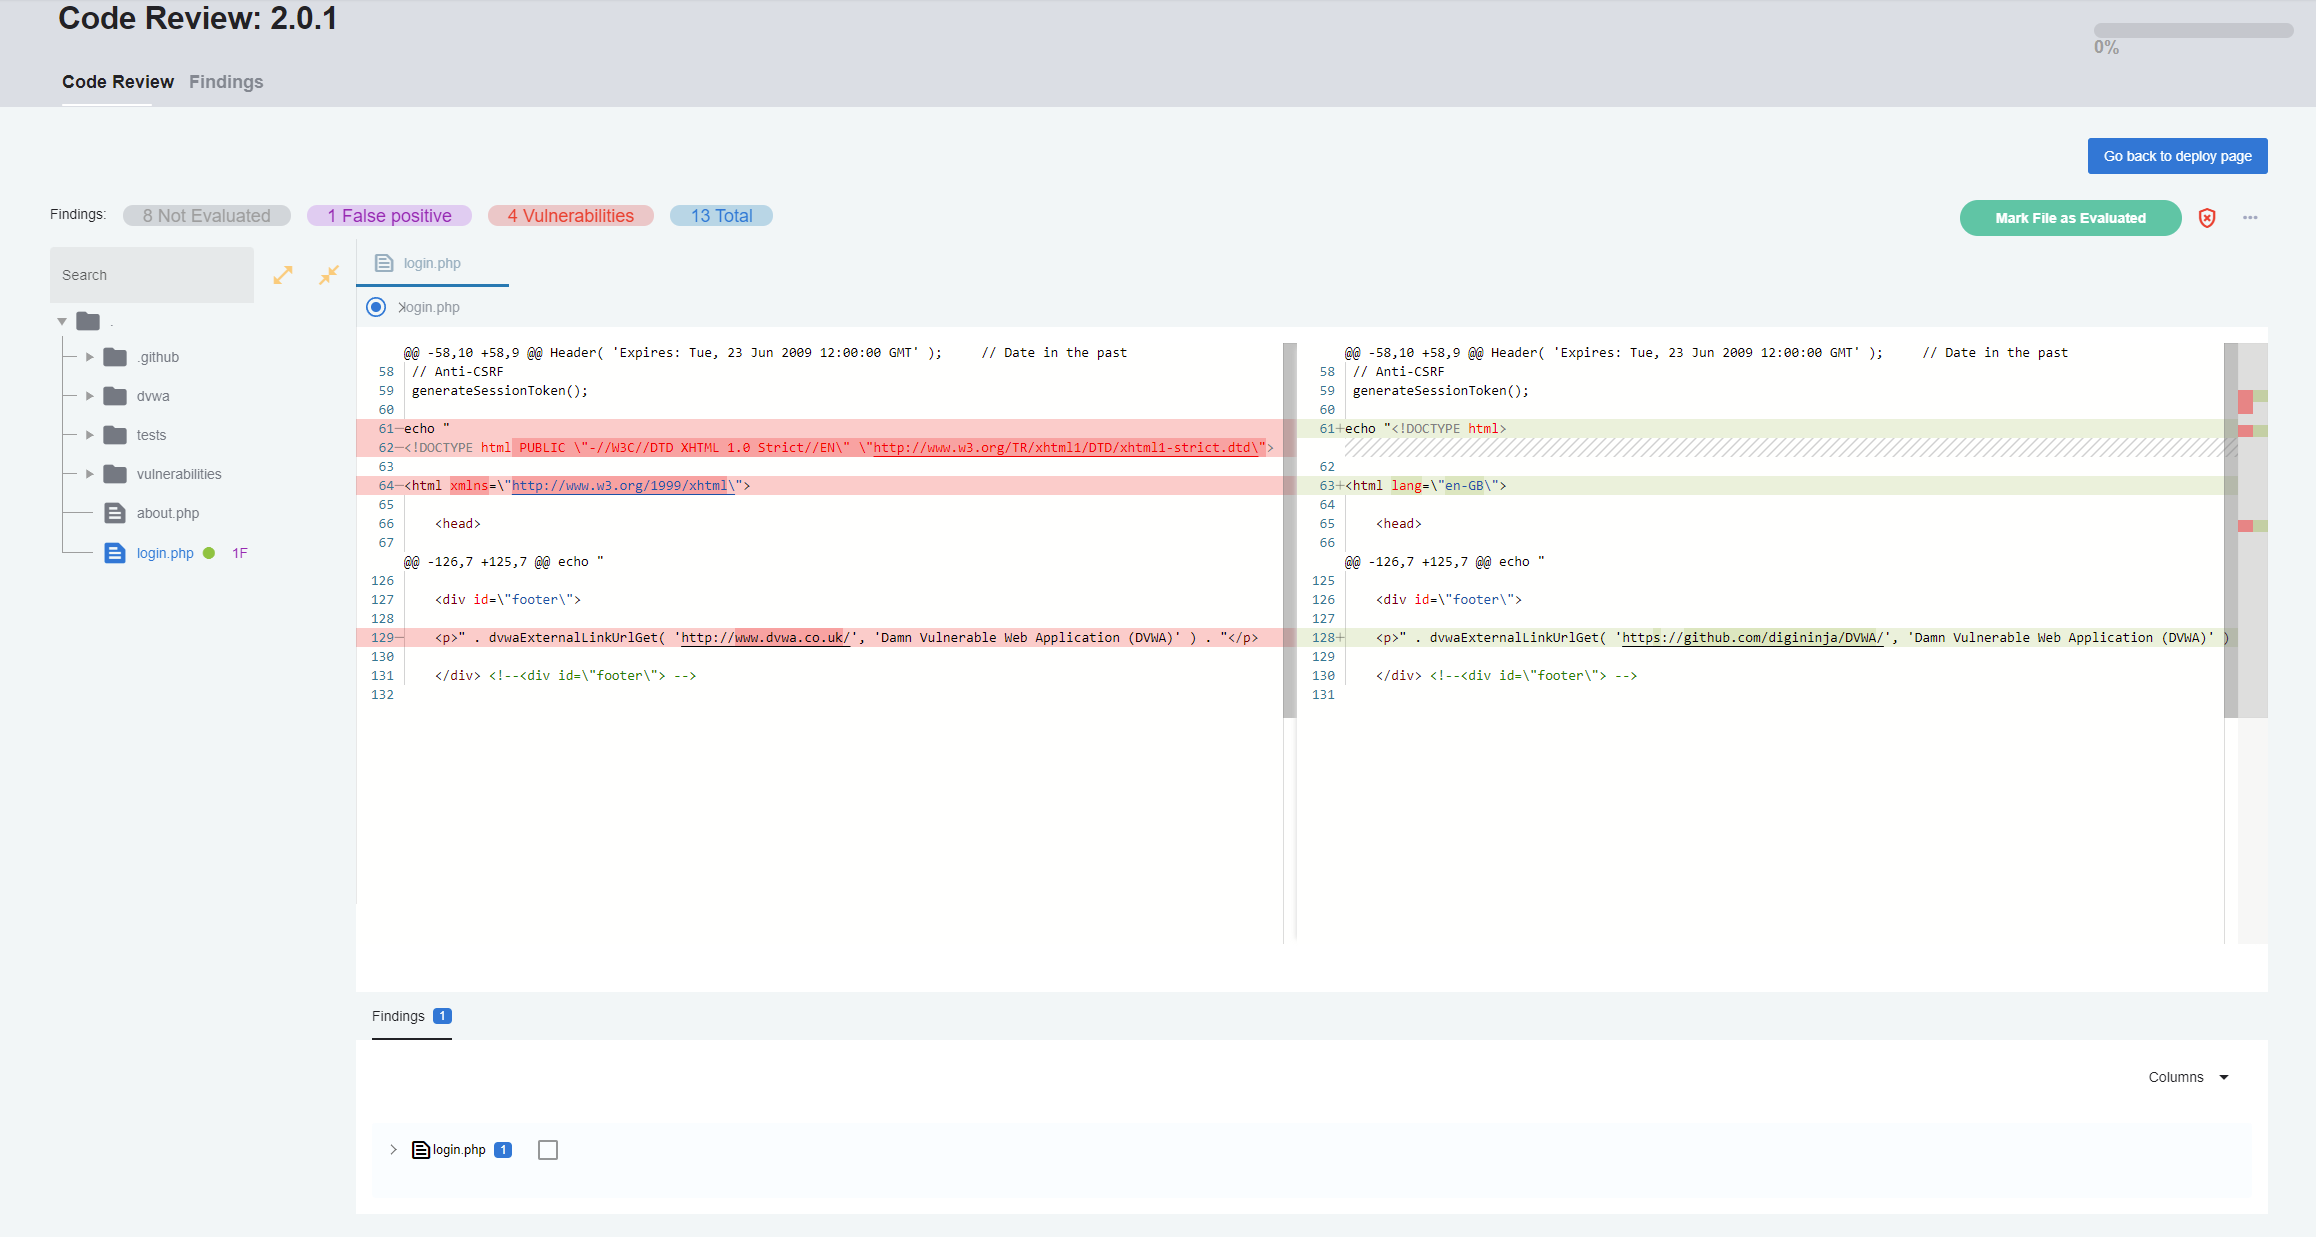 Code Review: 2.0.1
0%
Code Review Findings
Go back to deploy page
Findings: 8 Not Evaluated 1 False positive 4 Vulnerabilities 13 Total
Mark File as Evaluated
Search
.
.github
dvwa
tests
vulnerabilities
about.php
login.php 1F
login.php
login.php
@@ -58,10 +58,9 @@ Header( 'Expires: Tue, 23 Jun 2009 12:00:00 GMT' );     // Date in the past
58 // Anti-CSRF
59 generateSessionToken();
60
61-echo "
62-<!DOCTYPE html PUBLIC \"-//W3C//DTD XHTML 1.0 Strict//EN\" \"http://www.w3.org/TR/xhtml1/DTD/xhtml1-strict.dtd\">
63
64-<html xmlns=\"http://www.w3.org/1999/xhtml\">
65
66    <head>
67
@@ -126,7 +125,7 @@ echo "
126
127    <div id=\"footer\">
128
129-    <p>" . dvwaExternalLinkUrlGet( 'http://www.dvwa.co.uk/', 'Damn Vulnerable Web Application (DVWA)' ) . "</p>
130
131    </div> <!--<div id=\"footer\"> -->
132
@@ -58,10 +58,9 @@ Header( 'Expires: Tue, 23 Jun 2009 12:00:00 GMT' );     // Date in the past
58 // Anti-CSRF
59 generateSessionToken();
60
61+echo "<!DOCTYPE html>
62
63+<html lang=\"en-GB\">
64
65    <head>
66
@@ -126,7 +125,7 @@ echo "
125
126    <div id=\"footer\">
127
128+    <p>" . dvwaExternalLinkUrlGet( 'https://github.com/digininja/DVWA/', 'Damn Vulnerable Web Application (DVWA)' )
129
130    </div> <!--<div id=\"footer\"> -->
131
Findings 1
Columns
login.php 1